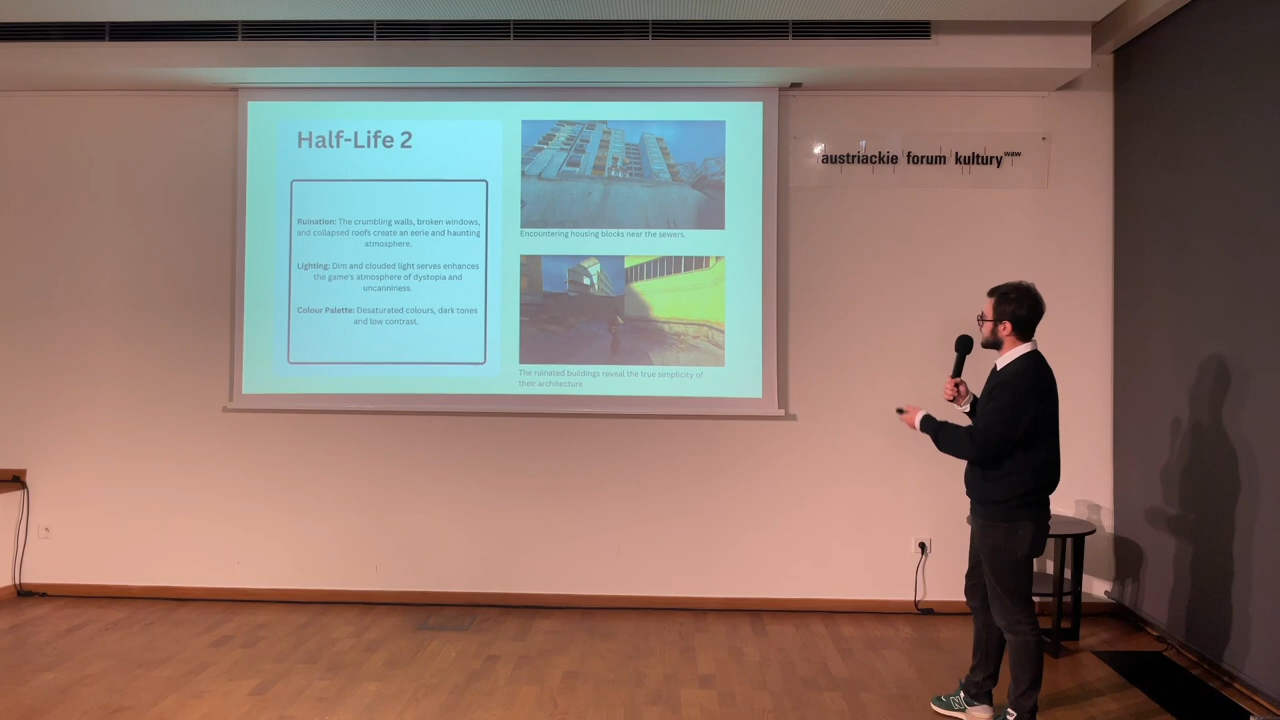 Half-Life 2
Ruination: The crumbling walls, broken windows,
and collapsed roofs create an eerie and haunting
atmosphere.
Lighting: Dim and clouded light serves enhances
the game's atmosphere of dystopia and
uncanniness.
Colour Palette: Desaturated colours, dark tones
and low contrast.
Encountering housing blocks near the sewers.
The ruinated buildings reveal the true simplicity of
their architecture
austriackie forum kultury waw
N